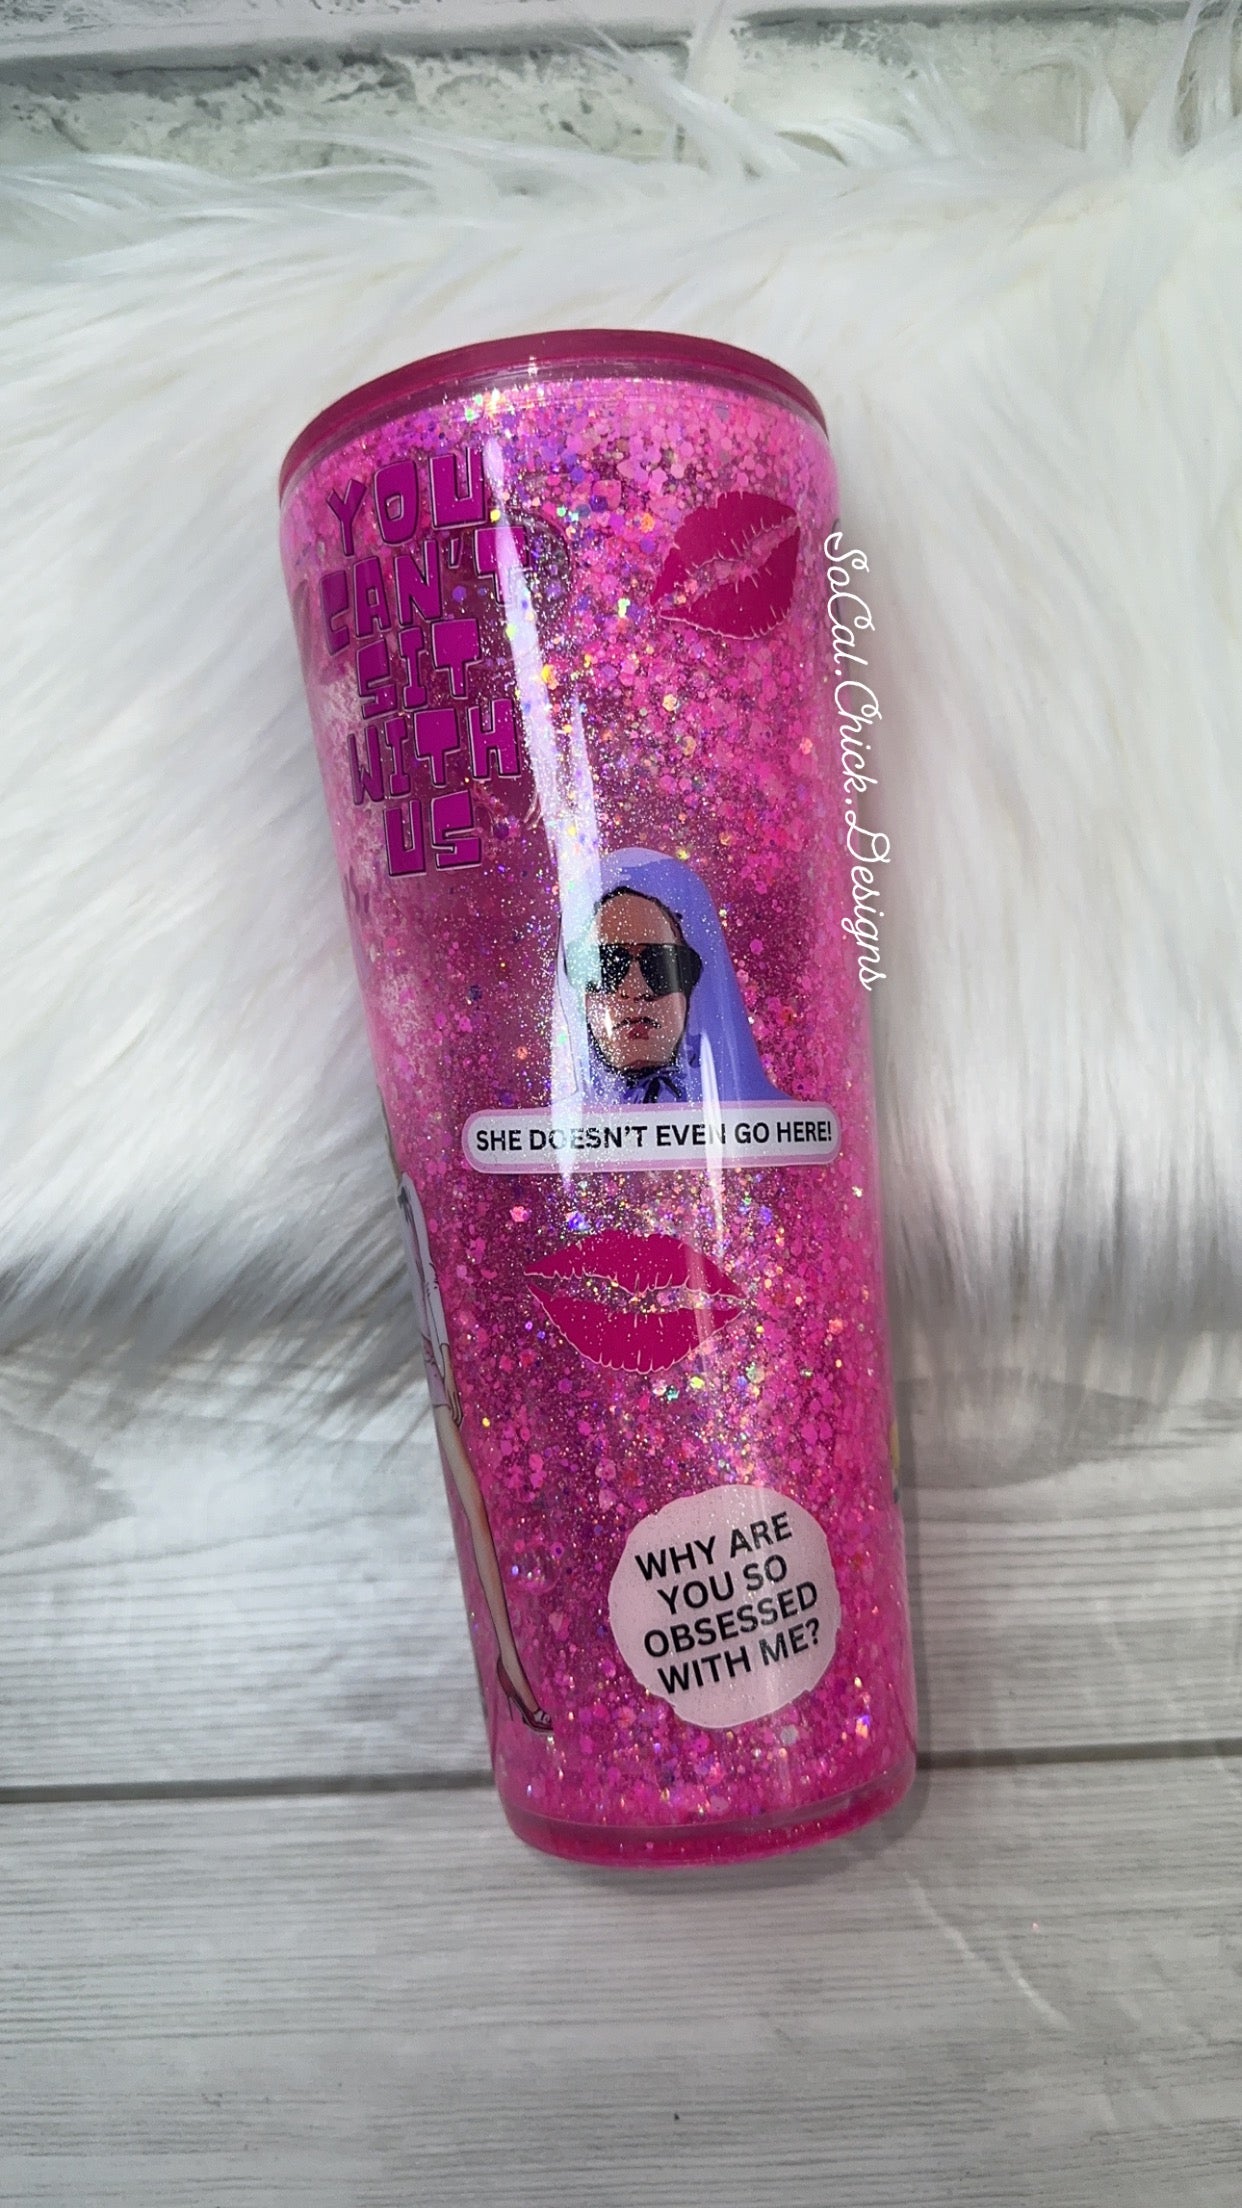 YOU
CAN'T
SIT
WITH
US
SoCal.Chick.Designs
SHE DOESN'T EVEN GO HERE!
WHY ARE
YOU SO
OBSESSED
WITH ME?